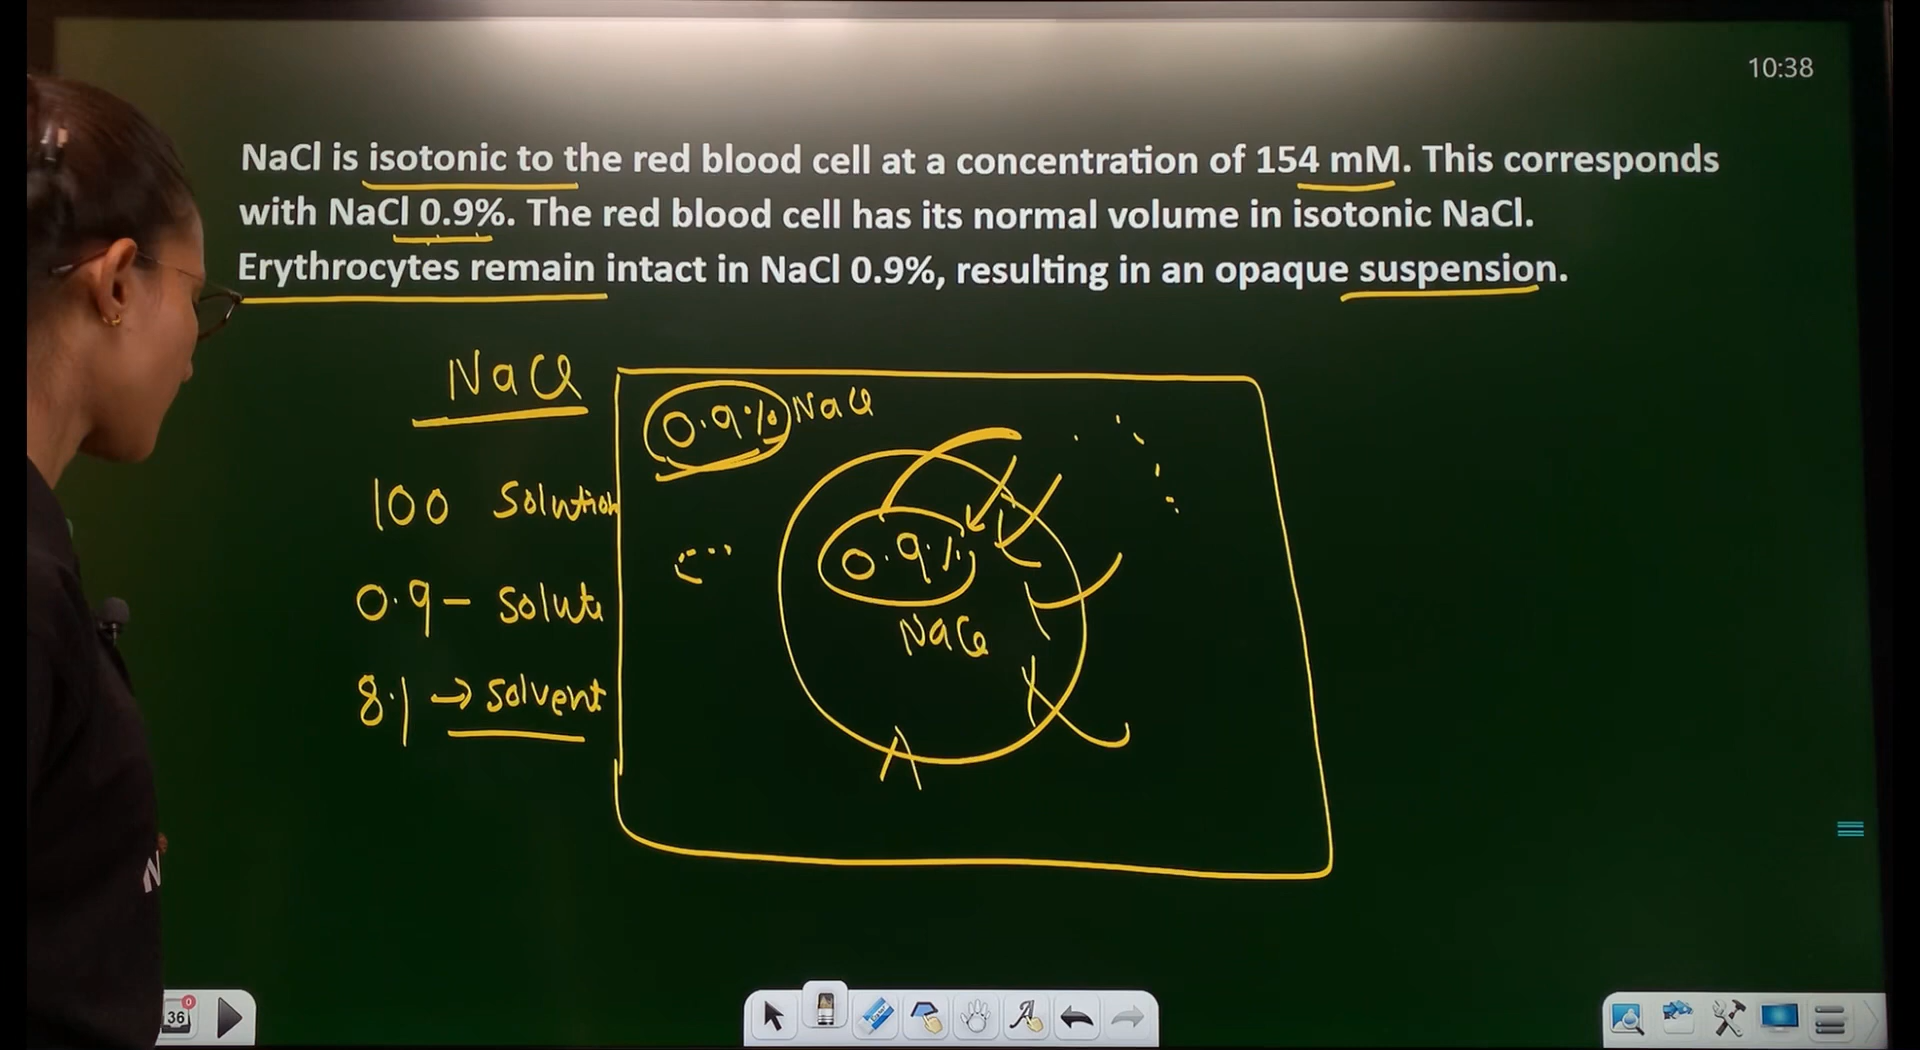 10:38
NaCl is isotonic to the red blood cell at a concentration of 154 mM. This corresponds
with NaCl 0.9%. The red blood cell has its normal volume in isotonic NaCl.
Erythrocytes remain intact in NaCl 0.9%, resulting in an opaque suspension.
NaCl
100 Solution
0.9 - Solute
8.1 → Solvent
0.9% NaCl
0.9%
NaCl
36
0